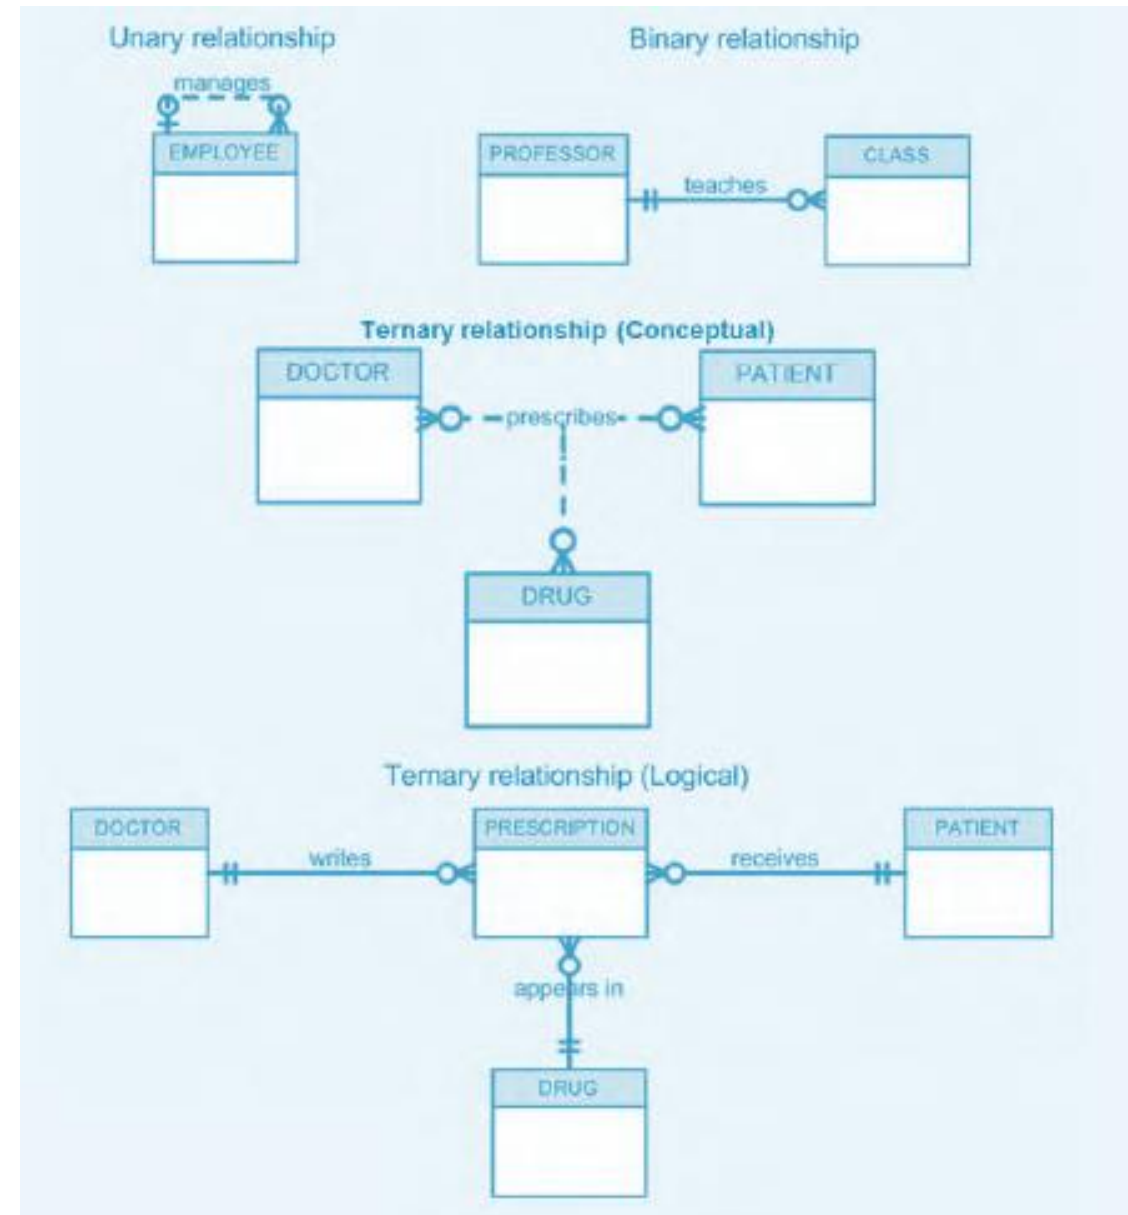 Unary relationship
Binary relationship
manages
EMPLOYEE
PROFESSOR
teaches
CLASS
Ternary relationship (Conceptual)
DOCTOR
prescribes
PATIENT
DRUG
Ternary relationship (Logical)
DOCTOR
writes
PRESCRIPTION
receives
PATIENT
appears in
DRUG